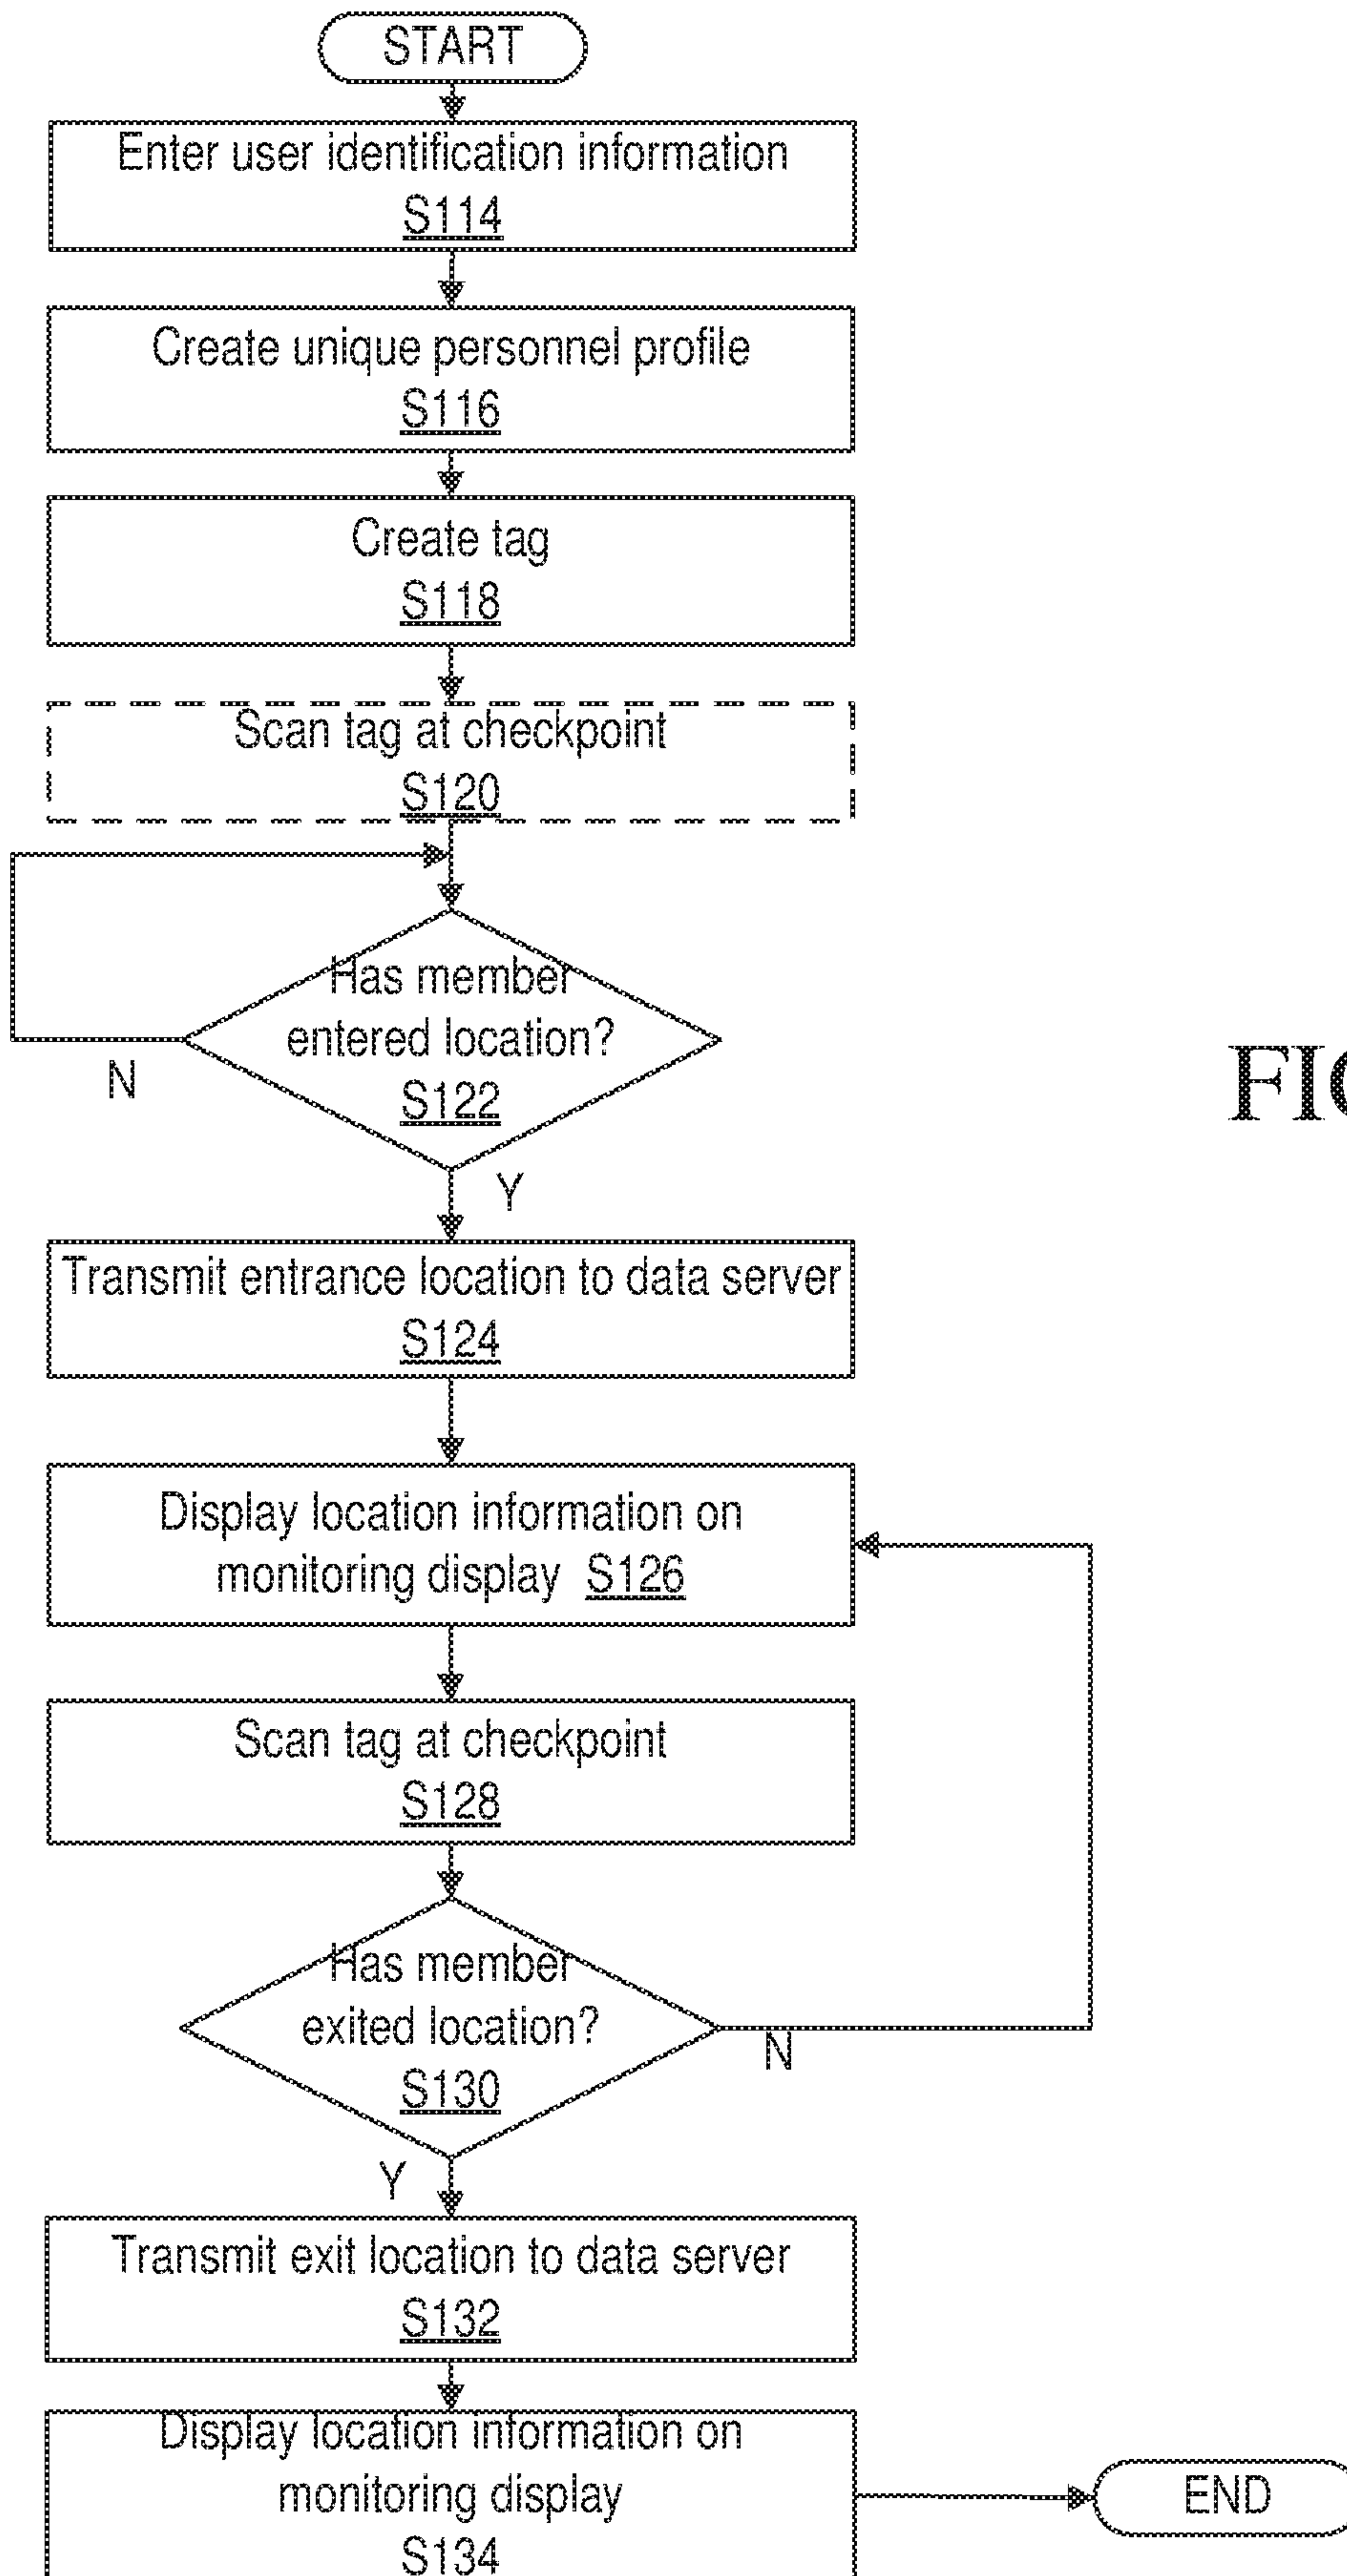 START
Enter user identification information
S114
Create unique personnel profile
S116
Create tag
S118
Scan tag at checkpoint
S120
Has member
entered location?
S122
N
Y
Transmit entrance location to data server
S124
Display location information on
monitoring display S126
Scan tag at checkpoint
S128
Has member
exited location?
S130
N
Y
Transmit exit location to data server
S132
Display location information on
monitoring display
S134
END